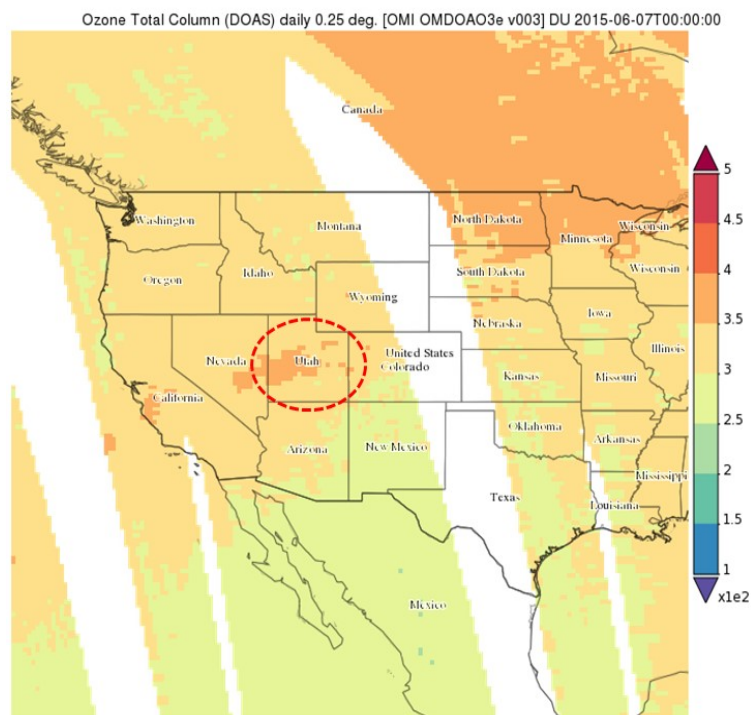 Ozone Total Column (DOAS) daily 0.25 deg. [OMI OMDOAO3e v003] DU 2015-06-07T00:00:00
Canada
Washington
Montana
North Dakota
Minnesota
Wisconsin
Oregon
Idaho
South Dakota
Wisconsin
Wyoming
Nebraska
Iowa
Nevada
Utah
United States
Colorado
Illinois
California
Kansas
Missouri
Arizona
New Mexico
Oklahoma
Arkansas
Mississippi
Texas
Louisiana
México
5
4.5
4
3.5
3
2.5
2
1.5
1
x1e2